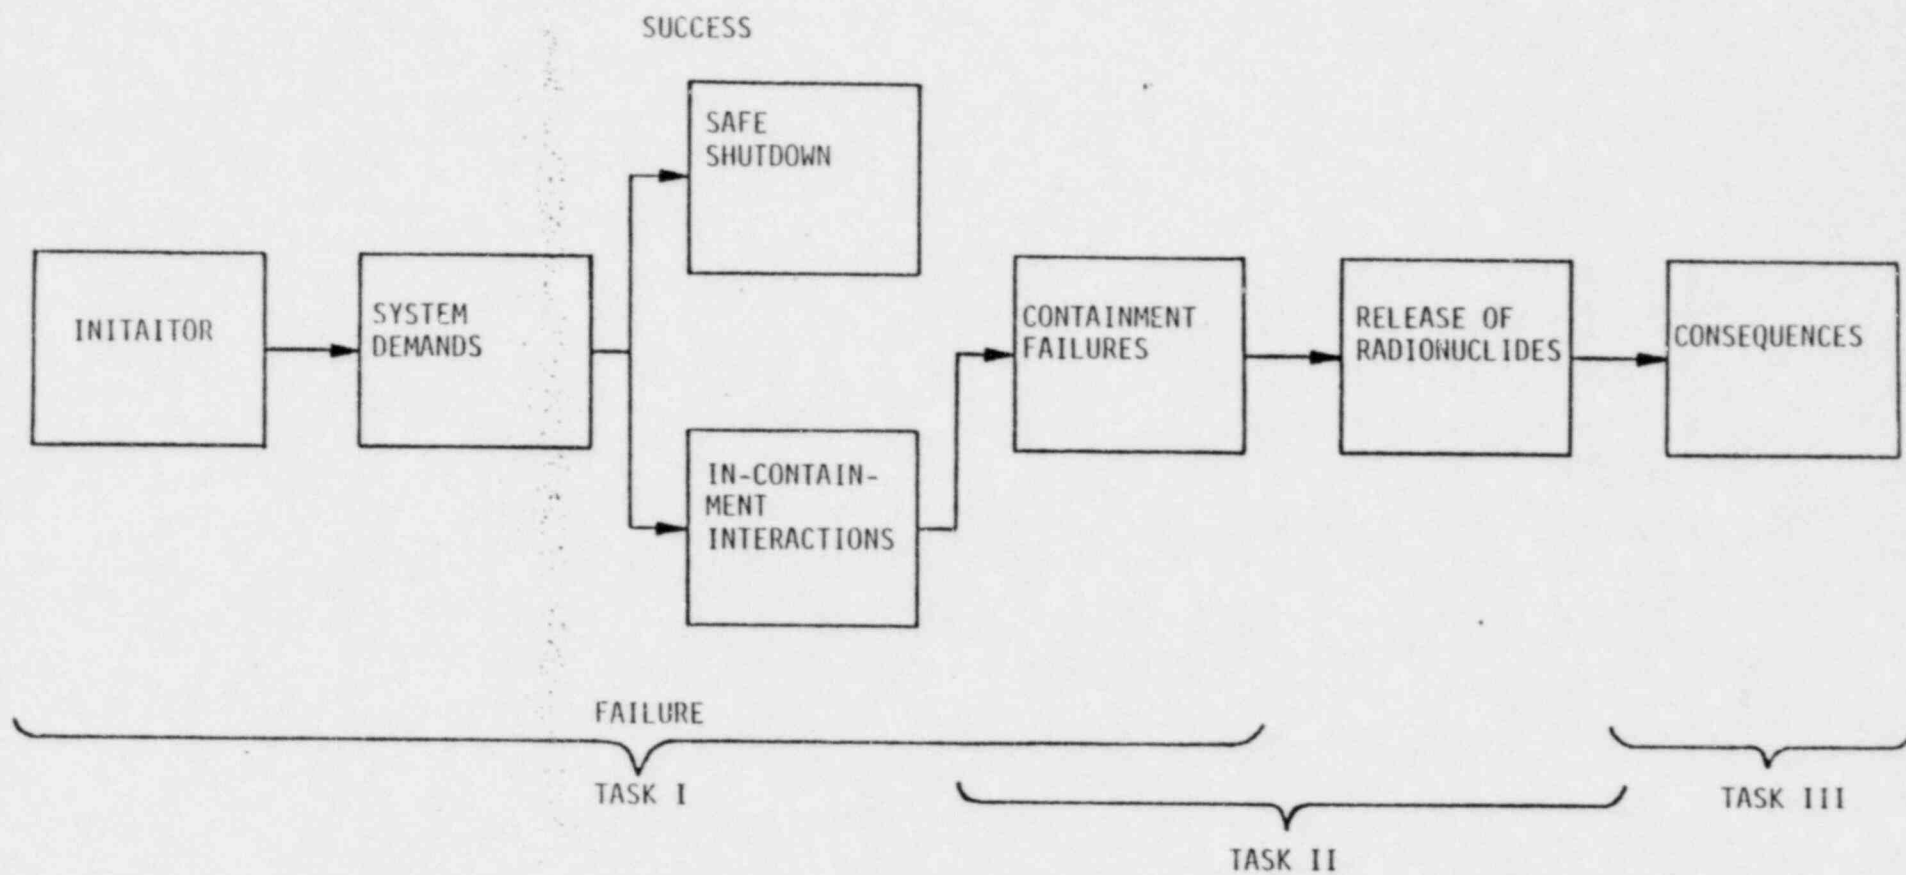 SUCCESS
SAFE
SHUTDOWN
INITAITOR
SYSTEM
DEMANDS
IN-CONTAIN-
MENT
INTERACTIONS
CONTAINMENT
FAILURES
RELEASE OF
RADIONUCLIDES
CONSEQUENCES
FAILURE
TASK I
TASK II
TASK III